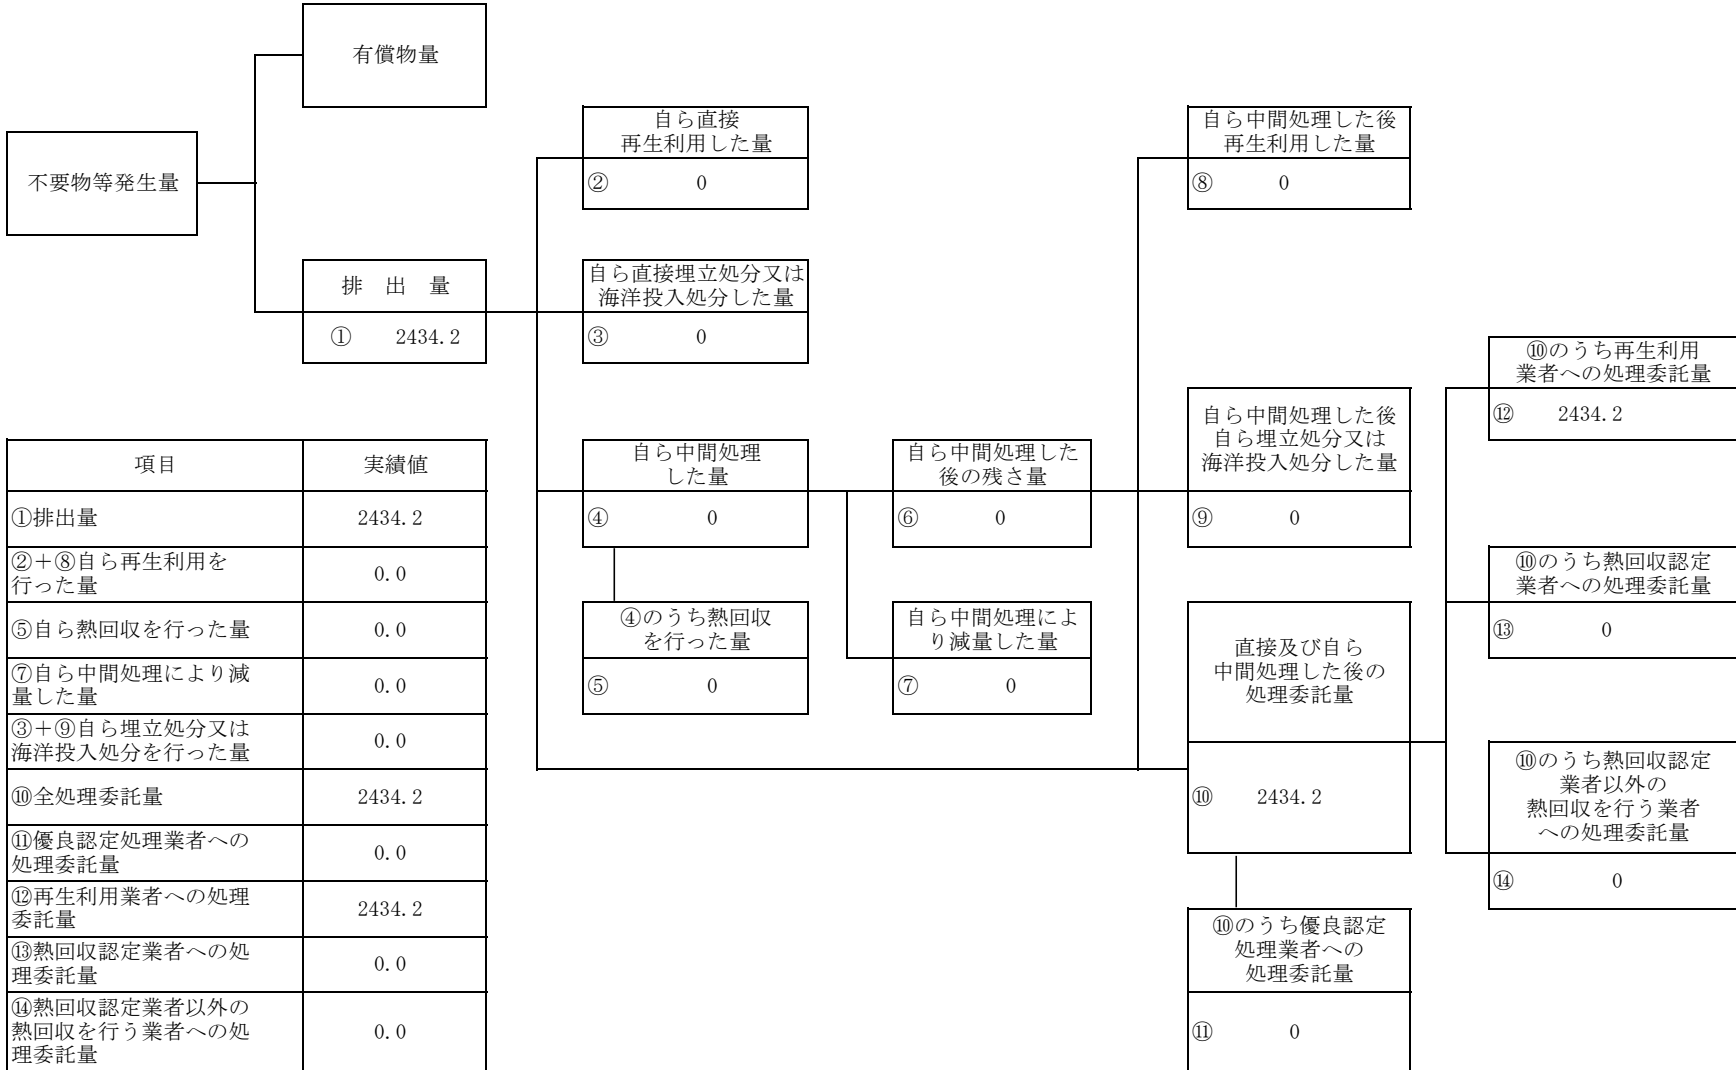 有償物量
不要物等発生量
排　出　量
①　2434.2
自ら直接
再生利用した量
②　0
自ら直接埋立処分又は
海洋投入処分した量
③　0
自ら中間処理
した量
④　0
④のうち熱回収
を行った量
⑤　0
自ら中間処理した
後の残さ量
⑥　0
自ら中間処理によ
り減量した量
⑦　0
自ら中間処理した後
再生利用した量
⑧　0
自ら中間処理した後
自ら埋立処分又は
海洋投入処分した量
⑨　0
直接及び自ら
中間処理した後の
処理委託量
⑩　2434.2
⑩のうち優良認定
処理業者への
処理委託量
⑪　0
⑩のうち再生利用
業者への処理委託量
⑫　2434.2
⑩のうち熱回収認定
業者への処理委託量
⑬　0
⑩のうち熱回収認定
業者以外の
熱回収を行う業者
への処理委託量
⑭　0
項目　実績値
①排出量　2434.2
②＋⑧自ら再生利用を
行った量　0.0
⑤自ら熱回収を行った量　0.0
⑦自ら中間処理により減
量した量　0.0
③＋⑨自ら埋立処分又は
海洋投入処分を行った量　0.0
⑩全処理委託量　2434.2
⑪優良認定処理業者への
処理委託量　0.0
⑫再生利用業者への処理
委託量　2434.2
⑬熱回収認定業者への処
理委託量　0.0
⑭熱回収認定業者以外の
熱回収を行う業者への処
理委託量　0.0